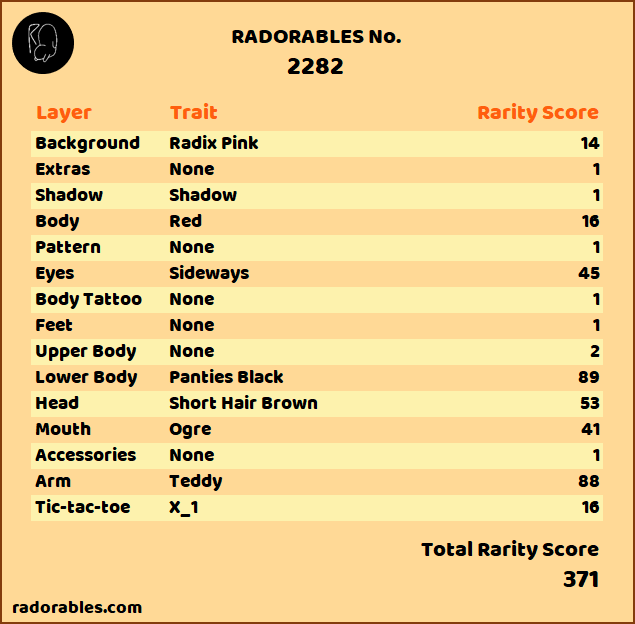 RADORABLES No.
2282
Layer Trait Rarity Score
Background Radix Pink 14
Extras None 1
Shadow Shadow 1
Body Red 16
Pattern None 1
Eyes Sideways 45
Body Tattoo None 1
Feet None 1
Upper Body None 2
Lower Body Panties Black 89
Head Short Hair Brown 53
Mouth Ogre 41
Accessories None 1
Arm Teddy 88
Tic-tac-toe X_1 16
Total Rarity Score
371
radorables.com